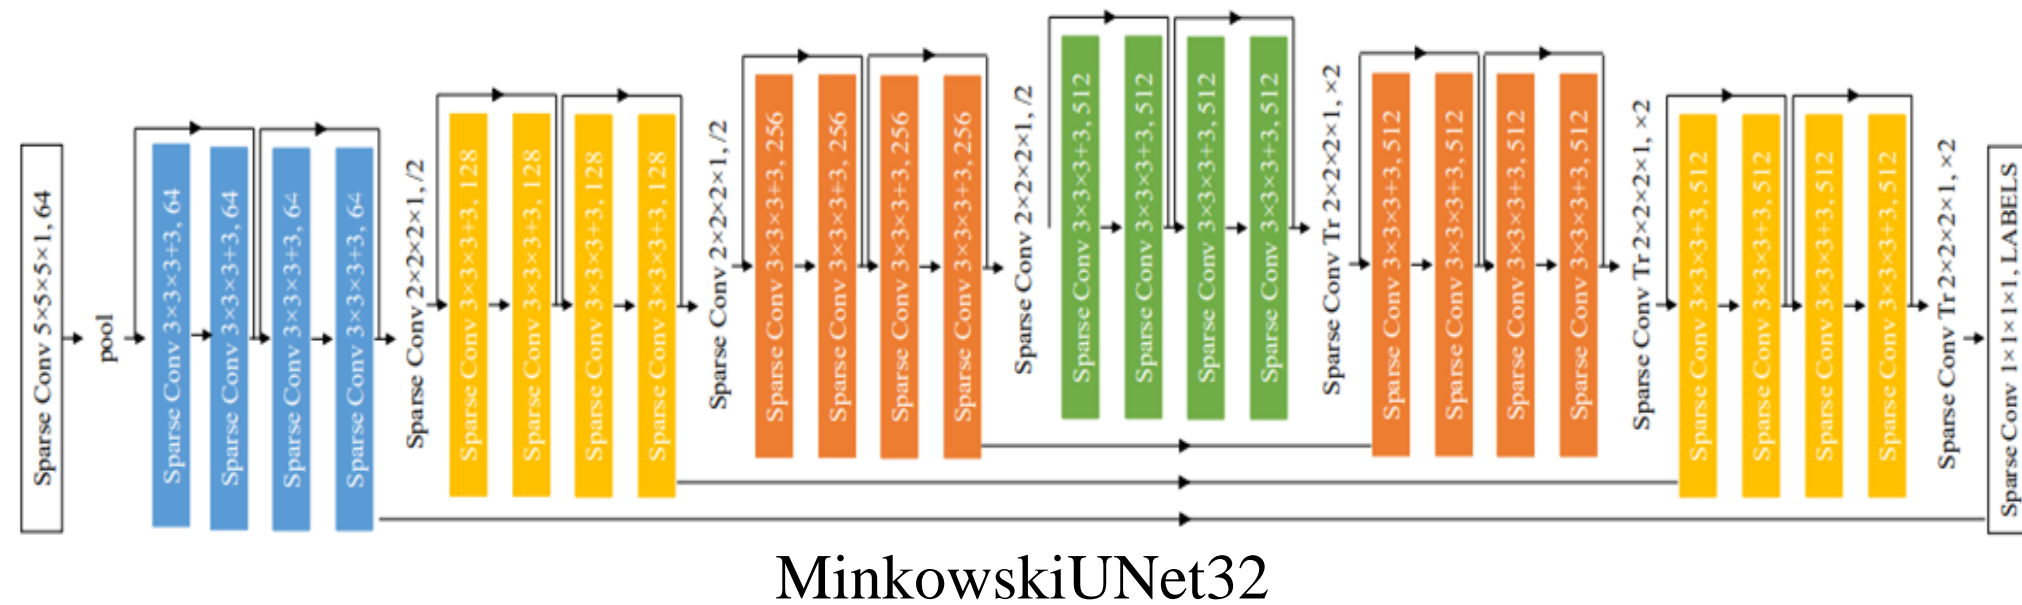 Sparse Conv 5×5×5×1, 64
pool
Sparse Conv 3×3×3+3, 64
Sparse Conv 3×3×3+3, 64
Sparse Conv 3×3×3+3, 64
Sparse Conv 3×3×3+3, 64
Sparse Conv 2×2×2×1, /2
Sparse Conv 3×3×3+3, 128
Sparse Conv 3×3×3+3, 128
Sparse Conv 3×3×3+3, 128
Sparse Conv 3×3×3+3, 128
Sparse Conv 2×2×2×1, /2
Sparse Conv 3×3×3+3, 256
Sparse Conv 3×3×3+3, 256
Sparse Conv 3×3×3+3, 256
Sparse Conv 3×3×3+3, 256
Sparse Conv 2×2×2×1, /2
Sparse Conv 3×3×3+3, 512
Sparse Conv 3×3×3+3, 512
Sparse Conv 3×3×3+3, 512
Sparse Conv 3×3×3+3, 512
Sparse Conv Tr 2×2×2×1, ×2
Sparse Conv 3×3×3+3, 512
Sparse Conv 3×3×3+3, 512
Sparse Conv 3×3×3+3, 512
Sparse Conv 3×3×3+3, 512
Sparse Conv Tr 2×2×2×1, ×2
Sparse Conv 3×3×3+3, 512
Sparse Conv 3×3×3+3, 512
Sparse Conv 3×3×3+3, 512
Sparse Conv 3×3×3+3, 512
Sparse Conv Tr 2×2×2×1, ×2
Sparse Conv 1×1×1×1, LABELS
MinkowskiUNet32